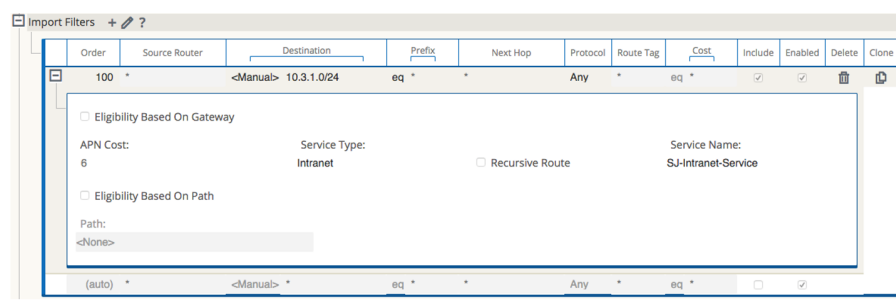 Import Filters + ?
Order Source Router Destination Prefix Next Hop Protocol Route Tag Cost Include Enabled Delete Clone
100 * <Manual> 10.3.1.0/24 eq * * Any * eq *
Eligibility Based On Gateway
APN Cost: Service Type: Service Name:
6 Intranet Recursive Route SJ-Intranet-Service
Eligibility Based On Path
Path:
<None>
(auto) * <Manual> * eq * * Any * eq *